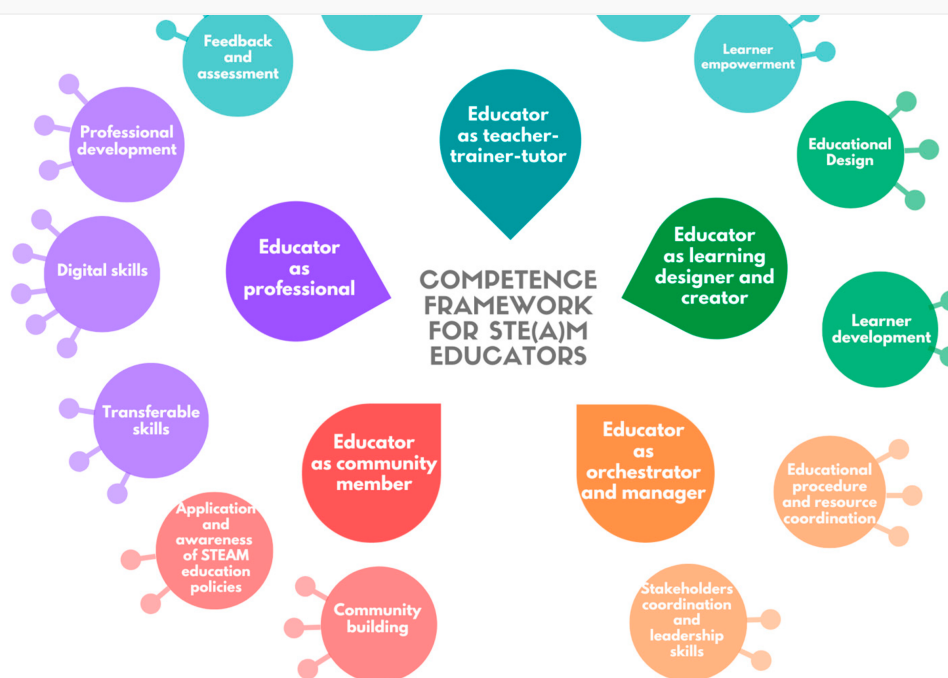 Feedback
and
assessment
Learner
empowerment
Educator
as teacher-
trainer-tutor
Professional
development
Educational
Design
Educator
as
professional
Educator
as learning
designer and
creator
Digital skills
COMPETENCE
FRAMEWORK
FOR STE(A)M
EDUCATORS
Learner
development
Transferable
skills
Educator
as community
member
Educator
as
orchestrator
and manager
Educational
procedure
and resource
coordination
Application
and
awareness
of STEAM
education
policies
Community
building
Stakeholders
coordination
and
leadership
skills